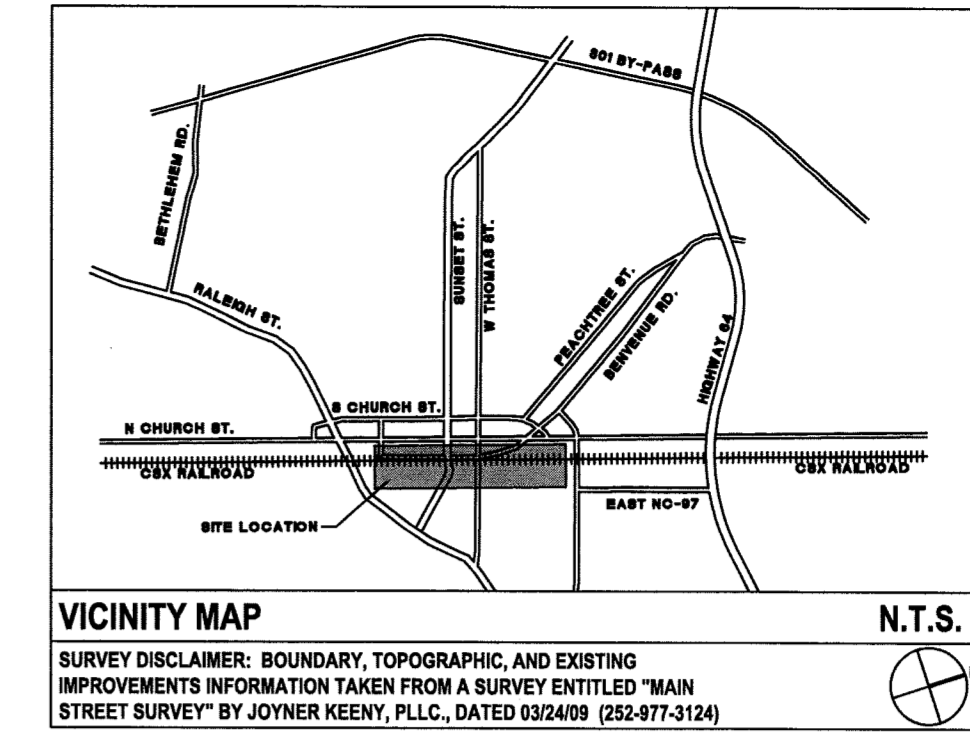 301 BY-PASS
BETHLEHEM RD.
SUNSET ST.
W THOMAS ST.
RALEIGH ST.
PEACHTREE ST.
BENVENUE RD.
HIGHWAY 64
S CHURCH ST.
N CHURCH ST.
CSX RAILROAD
CSX RAILROAD
EAST NC-97
SITE LOCATION
VICINITY MAP
N.T.S.
SURVEY DISCLAIMER: BOUNDARY, TOPOGRAPHIC, AND EXISTING
IMPROVEMENTS INFORMATION TAKEN FROM A SURVEY ENTITLED "MAIN
STREET SURVEY" BY JOYNER KEENY, PLLC., DATED 03/24/09 (252-977-3124)